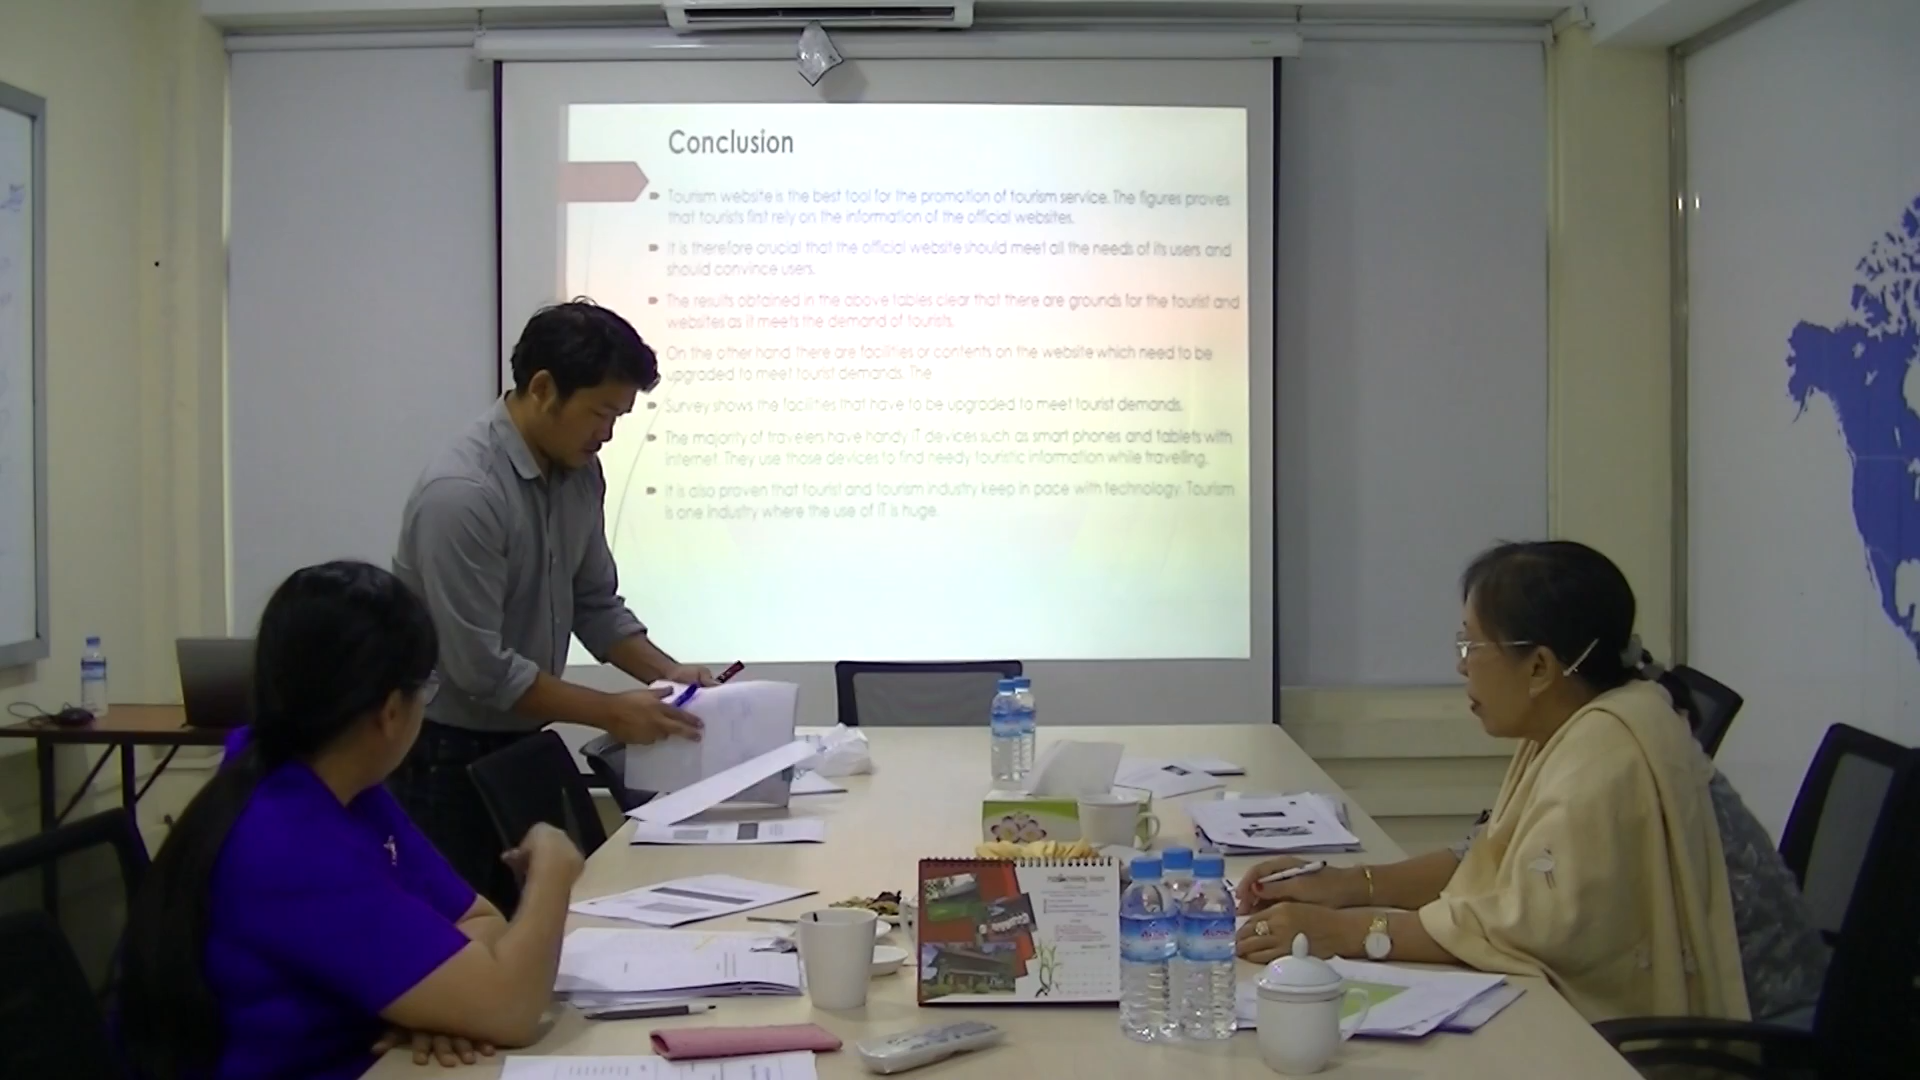 Conclusion
Tourism website is the best tool for the promotion of tourism service. The figures proves
that tourists first rely on the information of the official websites.
It is therefore crucial that the official website should meet all the needs of its users and
should convince users.
The results obtained in the above tables clear that there are grounds for the tourist and
websites as it meets the demand of tourists.
On the other hand there are facilities or contents on the website which need to be
upgraded to meet tourist demands. The
Survey shows the facilities that have to be upgraded to meet tourist demands.
The majority of travelers have handy IT devices such as smart phones and tablets with
internet. They use those devices to find needy touristic information while travelling.
It is also proven that tourist and tourism industry keep in pace with technology. Tourism
is one industry where the use of IT is huge.